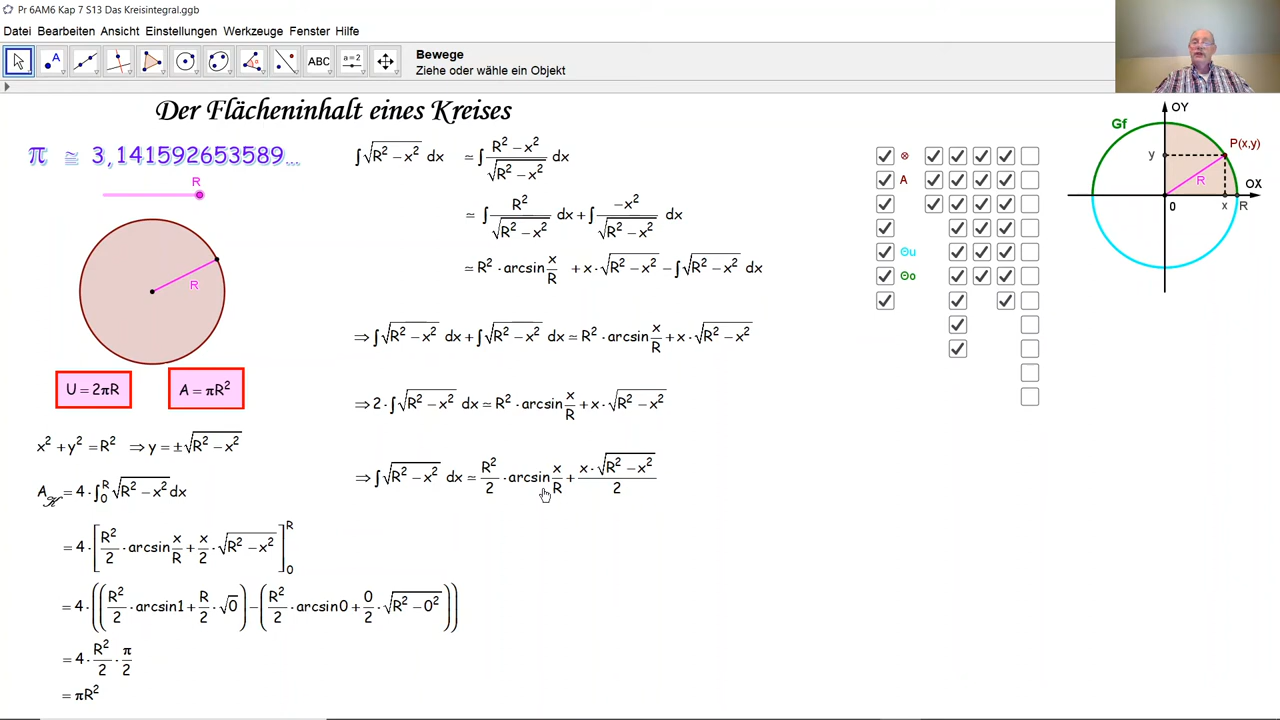 Pr 6AM6 Kap 7 S13 Das Kreisintegral.ggb
Datei Bearbeiten Ansicht Einstellungen Werkzeuge Fenster Hilfe
A ABC a=2
Bewege
Ziehe oder wähle ein Objekt
Der Flächeninhalt eines Kreises
π ≅ 3,141592653589...
R
R
U = 2πR
A = πR²
x² + y² = R² ⇒ y = ±√(R² − x²)
A_K = 4 · ∫₀ᴿ √(R² − x²) dx
= 4 · [R²/2 · arcsin x/R + x/2 · √(R² − x²)]₀ᴿ
= 4 · ((R²/2 · arcsin1 + R/2 · √0) − (R²/2 · arcsin0 + 0/2 · √(R² − 0²)))
= 4 · R²/2 · π/2
= πR²
∫√(R² − x²) dx ≃ ∫ (R² − x²)/√(R² − x²) dx
≃ ∫ R²/√(R² − x²) dx + ∫ −x²/√(R² − x²) dx
≃ R² · arcsin x/R + x · √(R² − x²) − ∫√(R² − x²) dx
⇒ ∫√(R² − x²) dx + ∫√(R² − x²) dx ≃ R² · arcsin x/R + x · √(R² − x²)
⇒ 2 · ∫√(R² − x²) dx ≃ R² · arcsin x/R + x · √(R² − x²)
⇒ ∫√(R² − x²) dx ≃ R²/2 · arcsin x/R + (x · √(R² − x²))/2
⊗
A
Θu
Θo
OY
Gf
P(x,y)
y
R
OX
0 x R